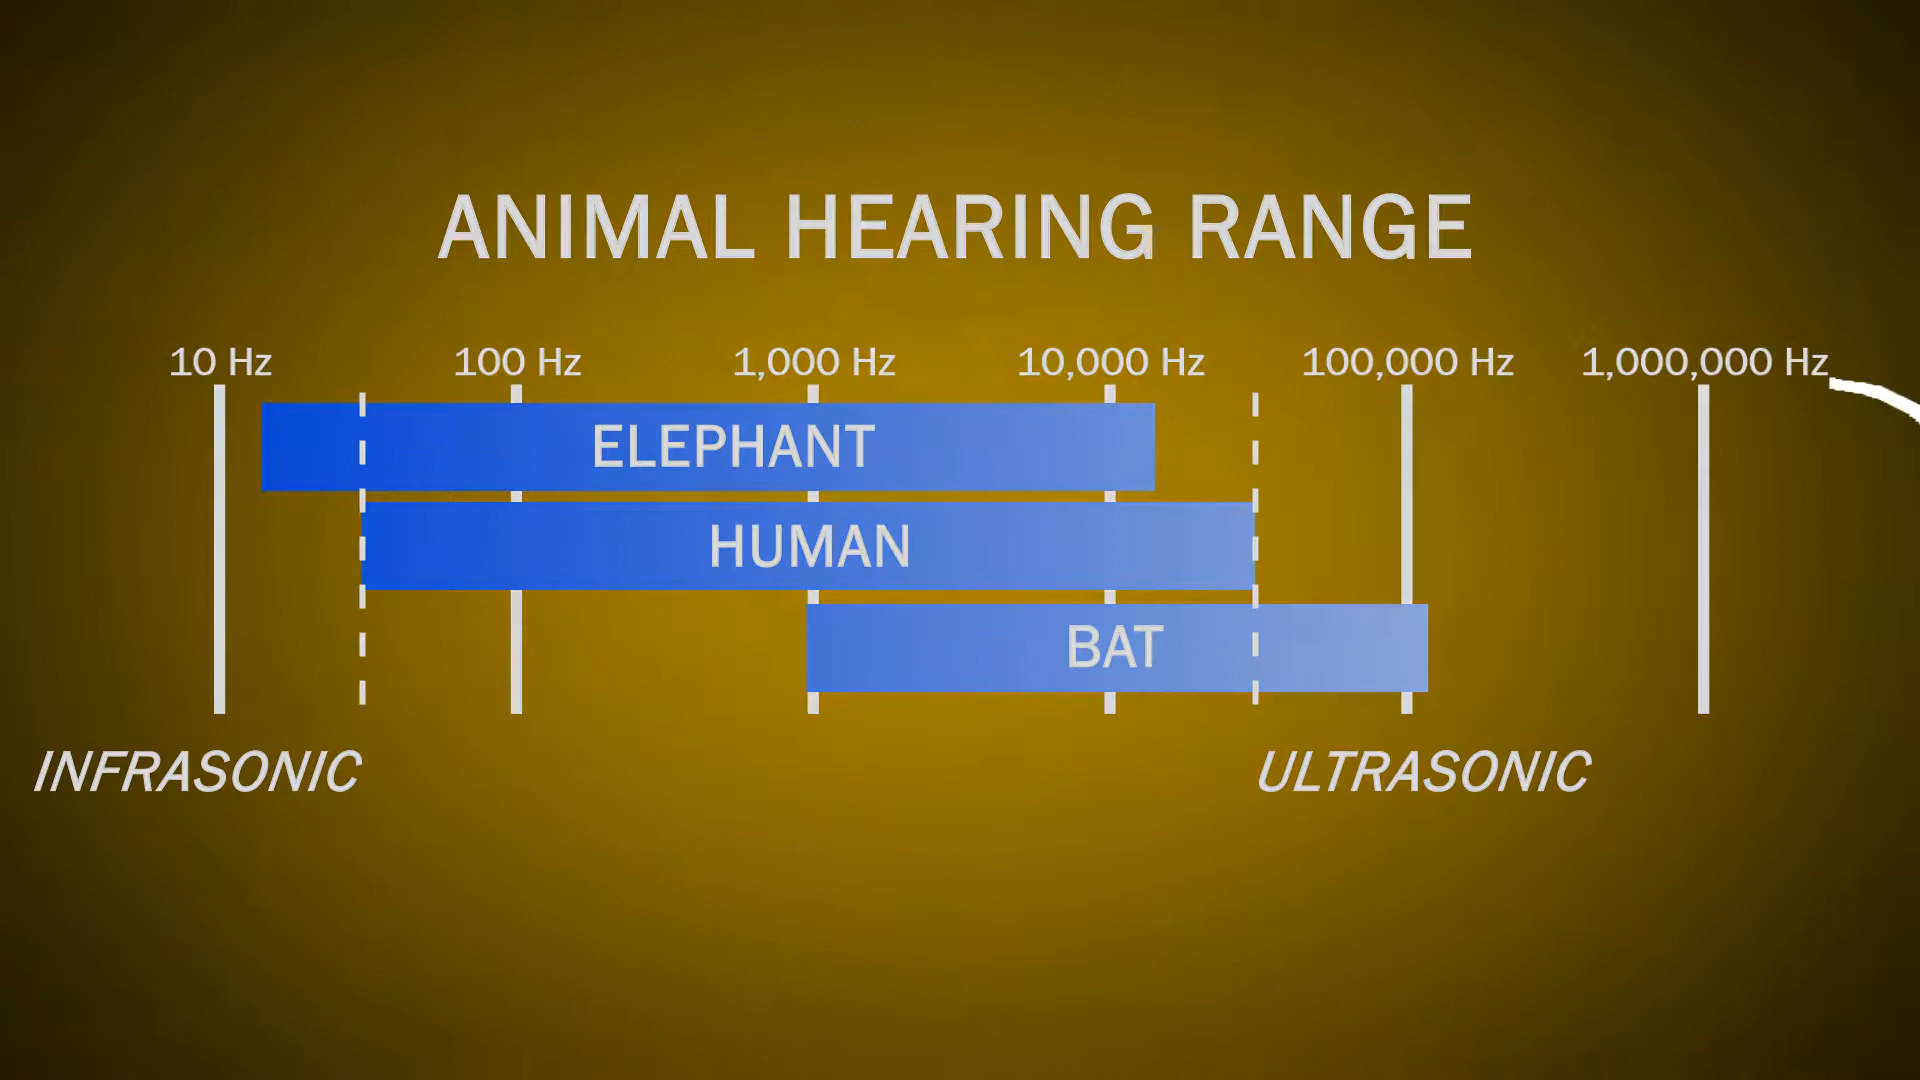 ANIMAL HEARING RANGE
10 Hz 100 Hz 1,000 Hz 10,000 Hz 100,000 Hz 1,000,000 Hz
ELEPHANT
HUMAN
BAT
INFRASONIC ULTRASONIC